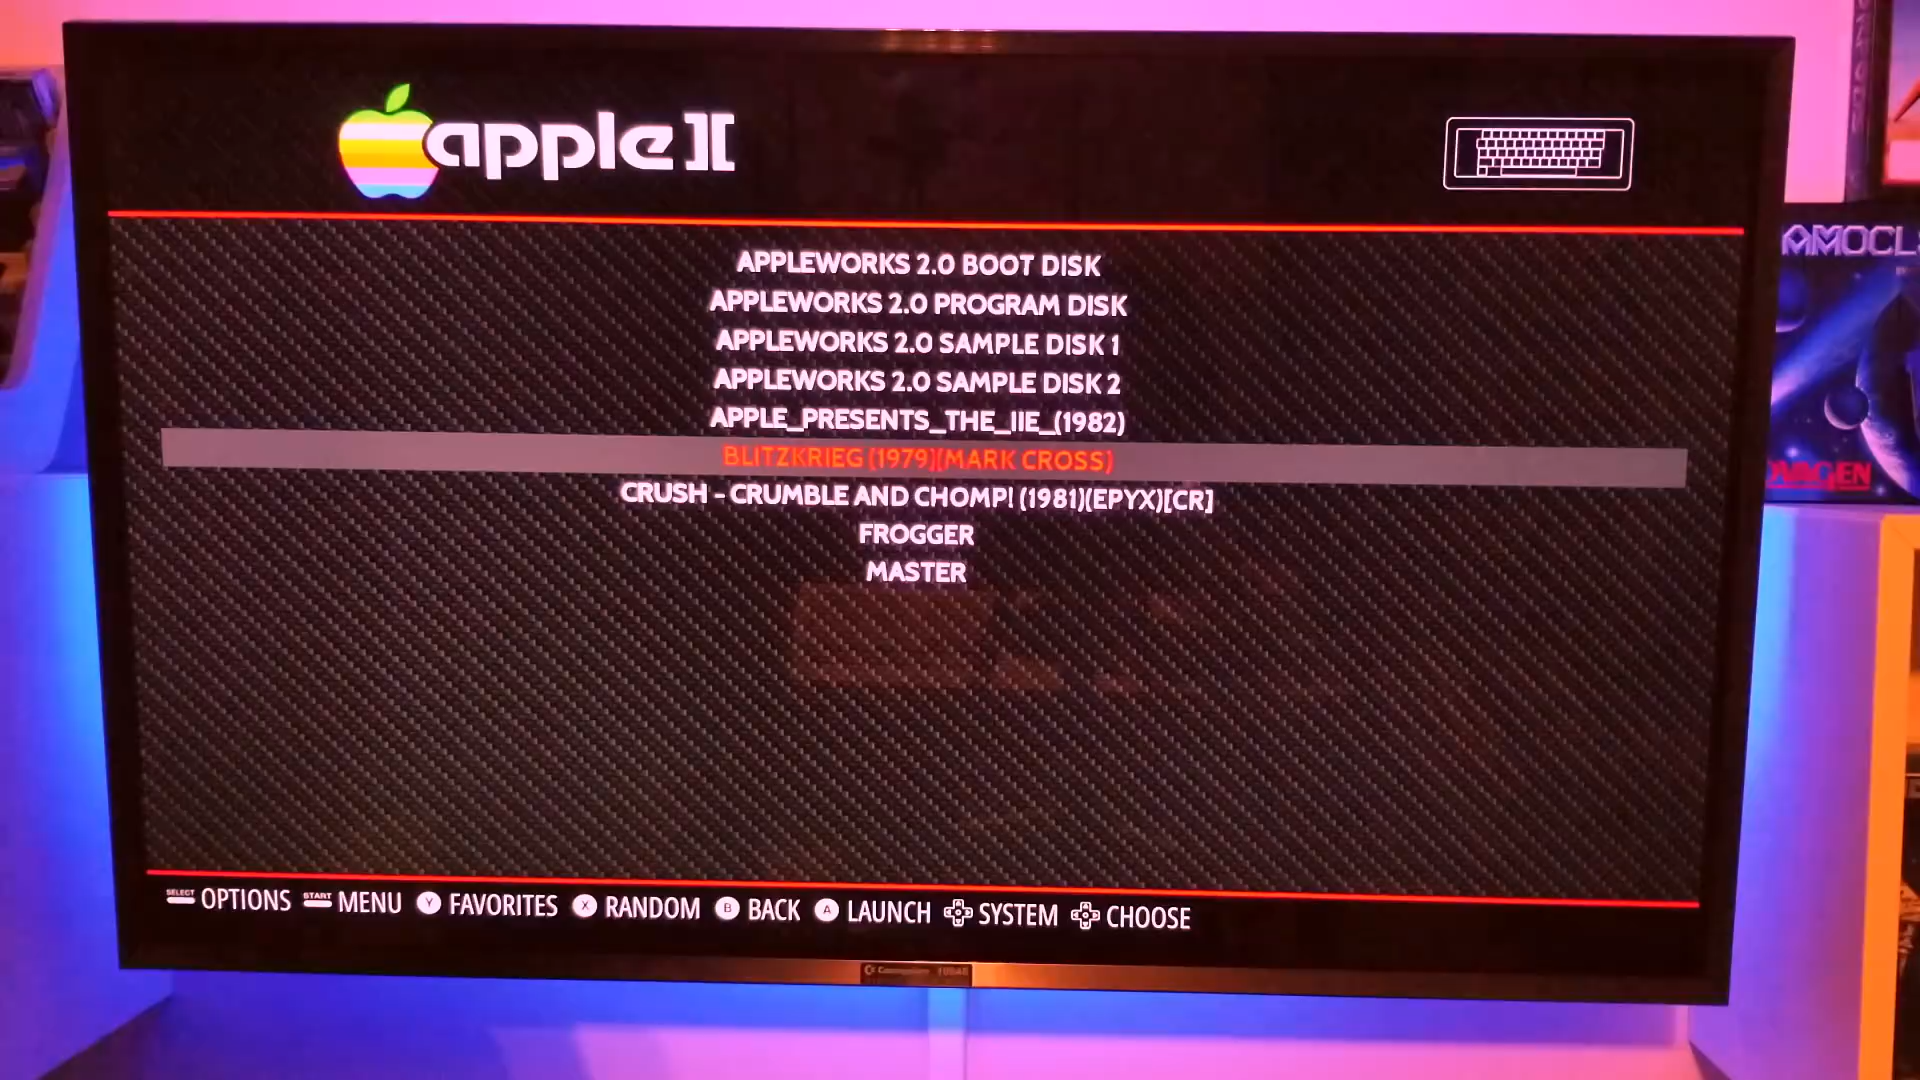 apple ][
APPLEWORKS 2.0 BOOT DISK
APPLEWORKS 2.0 PROGRAM DISK
APPLEWORKS 2.0 SAMPLE DISK 1
APPLEWORKS 2.0 SAMPLE DISK 2
APPLE_PRESENTS_THE_IIE_(1982)
BLITZKRIEG (1979)[MARK CROSS)
CRUSH - CRUMBLE AND CHOMP! (1981)(EPYX)[CR]
FROGGER
MASTER
SELECT OPTIONS START MENU Y FAVORITES X RANDOM B BACK A LAUNCH SYSTEM CHOOSE